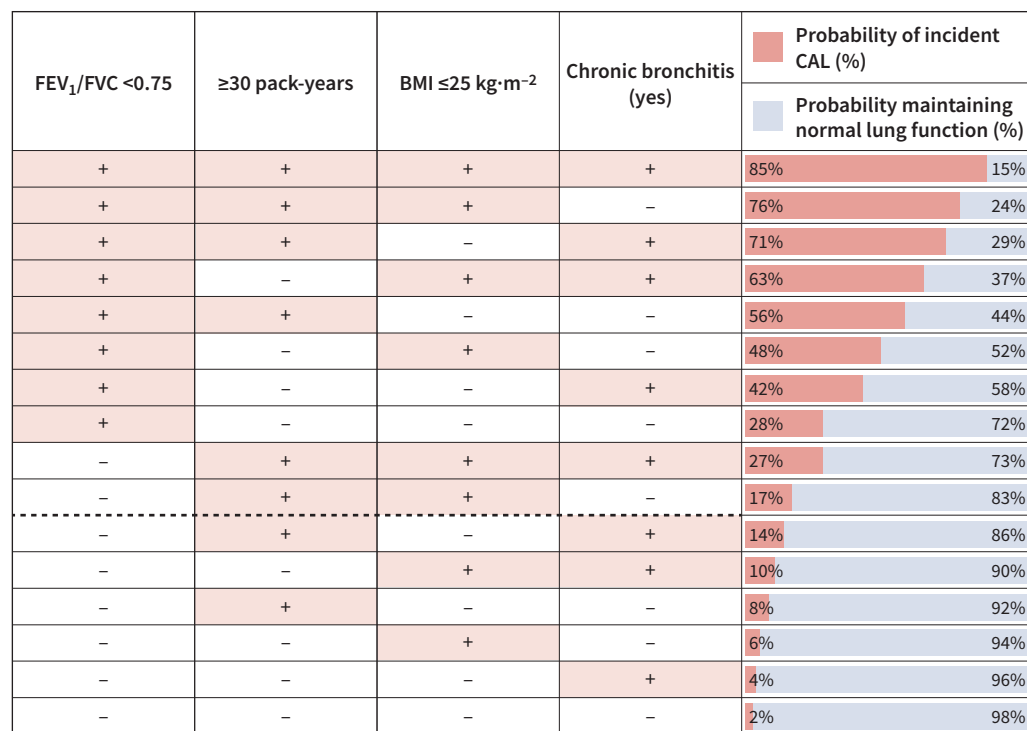 FEV₁/FVC <0.75
≥30 pack-years
BMI ≤25 kg·m⁻²
Chronic bronchitis
(yes)
Probability of incident
CAL (%)
Probability maintaining
normal lung function (%)
+ + + + 85% 15%
+ + + – 76% 24%
+ + – + 71% 29%
+ – + + 63% 37%
+ + – – 56% 44%
+ – + – 48% 52%
+ – – + 42% 58%
+ – – – 28% 72%
– + + + 27% 73%
– + + – 17% 83%
– + – + 14% 86%
– – + + 10% 90%
– + – – 8% 92%
– – + – 6% 94%
– – – + 4% 96%
– – – – 2% 98%